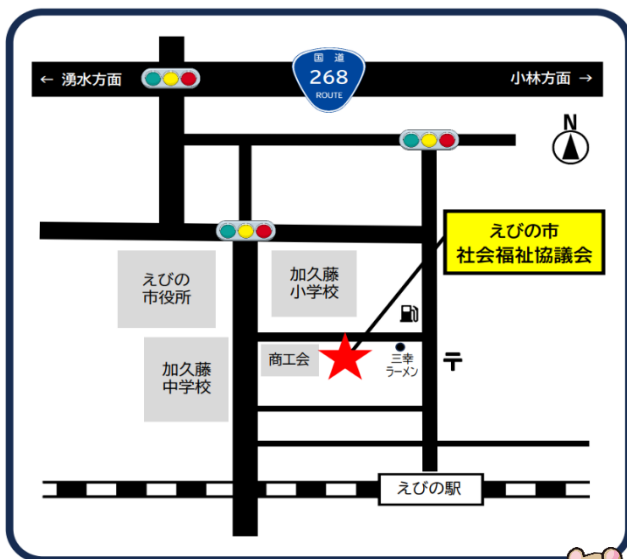 国道
268
ROUTE
← 湧水方面
小林方面 →
N
えびの市
社会福祉協議会
えびの
市役所
加久藤
小学校
加久藤
中学校
商工会
三幸
ラーメン
〒
えびの駅